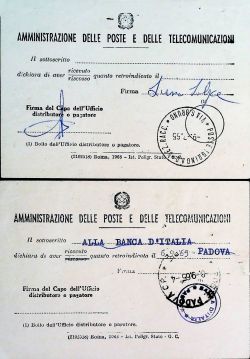 AMMINISTRAZIONE DELLE POSTE E DELLE TELECOMUNICAZIONI
Il sottoscritto
dichiara di aver ricevuto riscosso quanto retroindicato il
Firma
Firma del Capo dell'Ufficio
distributore o pagatore
(1) Bollo dell'Ufficio distributore o pagatore.
Roma, 1968 - Ist. Poligr. Stato - G. C.
AMMINISTRAZIONE DELLE POSTE E DELLE TELECOMUNICAZIONI
Il sottoscritto ALLA BANCA D'ITALIA
dichiara di aver ricevuto riscosso quanto retroindicato il PADOVA
Firma
Firma del Capo dell'Ufficio
distributore o pagatore
PADOVA
(1) Bollo dell'Ufficio distributore o pagatore.
Roma, 1968 - Ist. Poligr. Stato - G. C.